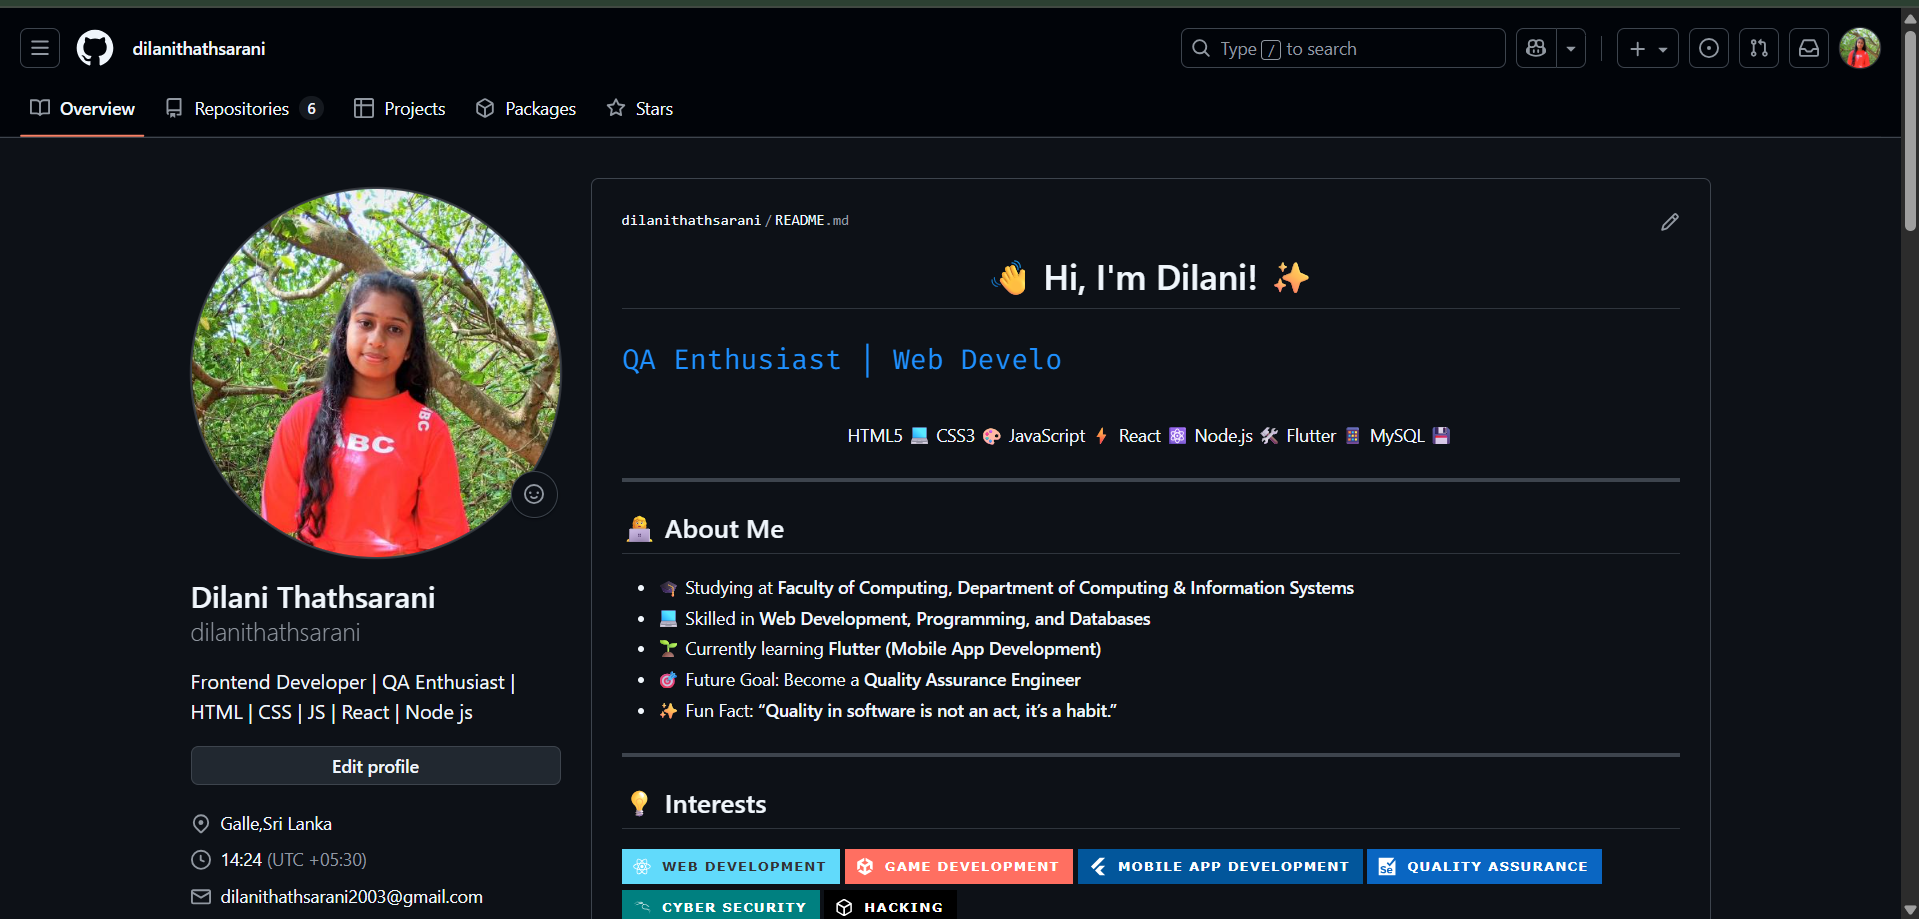 dilanithathsarani
Type / to search
Overview
Repositories 6
Projects
Packages
Stars
dilanithathsarani/README.md
👋 Hi, I'm Dilani! ✨
QA Enthusiast | Web Develo
HTML5 💻 CSS3 🎨 JavaScript ⚡ React ⚛️ Node.js 🛠️ Flutter 📱 MySQL 💾
👩‍💻 About Me
🎓 Studying at Faculty of Computing, Department of Computing & Information Systems
💻 Skilled in Web Development, Programming, and Databases
🌱 Currently learning Flutter (Mobile App Development)
🎯 Future Goal: Become a Quality Assurance Engineer
✨ Fun Fact: “Quality in software is not an act, it’s a habit.”
💡 Interests
WEB DEVELOPMENT
GAME DEVELOPMENT
MOBILE APP DEVELOPMENT
Se QUALITY ASSURANCE
CYBER SECURITY
HACKING
ABC
Dilani Thathsarani
dilanithathsarani
Frontend Developer | QA Enthusiast |
HTML | CSS | JS | React | Node js
Edit profile
Galle,Sri Lanka
14:24 (UTC +05:30)
dilanithathsarani2003@gmail.com